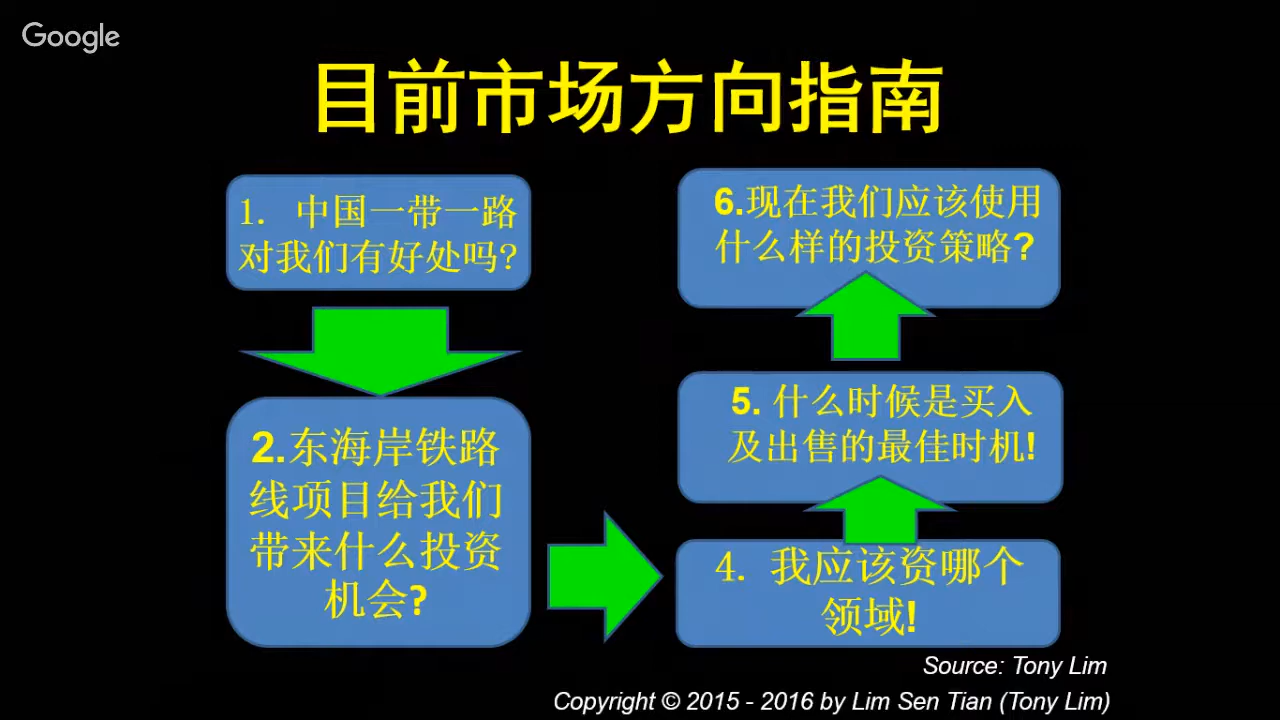 Google
目前市场方向指南
1. 中国一带一路
对我们有好处吗?
2.东海岸铁路
线项目给我们
带来什么投资
机会?
4. 我应该资哪个
领域!
5. 什么时候是买入
及出售的最佳时机!
6.现在我们应该使用
什么样的投资策略?
Source: Tony Lim
Copyright © 2015 - 2016 by Lim Sen Tian (Tony Lim)